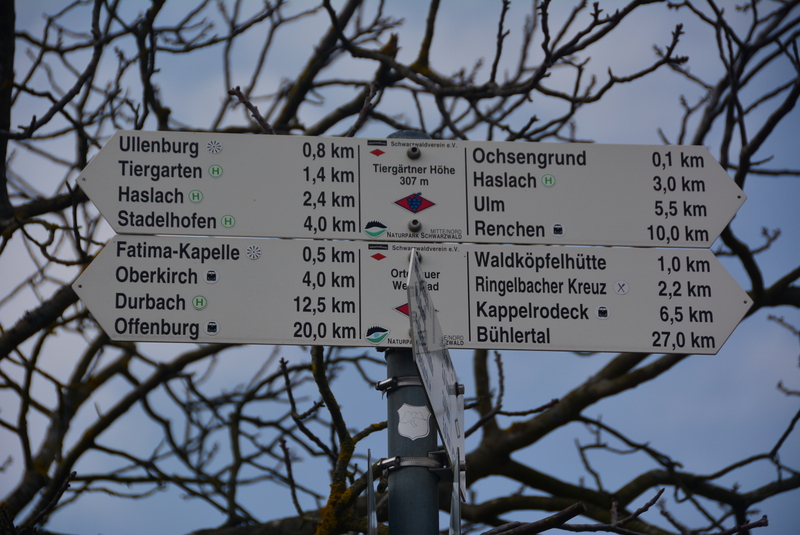 Ullenburg 0,8 km
Tiergarten H 1,4 km
Haslach H 2,4 km
Stadelhofen H 4,0 km
Schwarzwaldverein e.V.
Tiergärtner Höhe
307 m
MITTE/NORD
NATURPARK SCHWARZWALD
Ochsengrund 0,1 km
Haslach H 3,0 km
Ulm 5,5 km
Renchen 10,0 km
Fatima-Kapelle 0,5 km
Oberkirch 4,0 km
Durbach H 12,5 km
Offenburg 20,0 km
Schwarzwaldverein e.V.
NATURPARK SCHWARZWALD
Waldköpfelhütte 1,0 km
Ringelbacher Kreuz 2,2 km
Kappelrodeck 6,5 km
Bühlertal 27,0 km